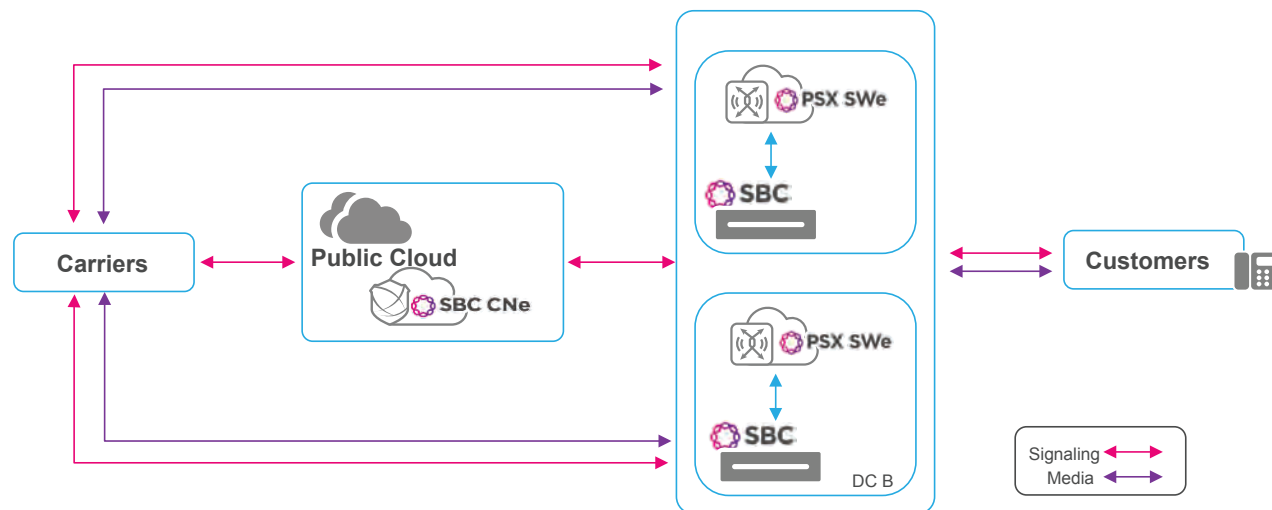 PSX SWe
SBC
Public Cloud
SBC CNe
Carriers
Customers
PSX SWe
SBC
DC B
Signaling
Media